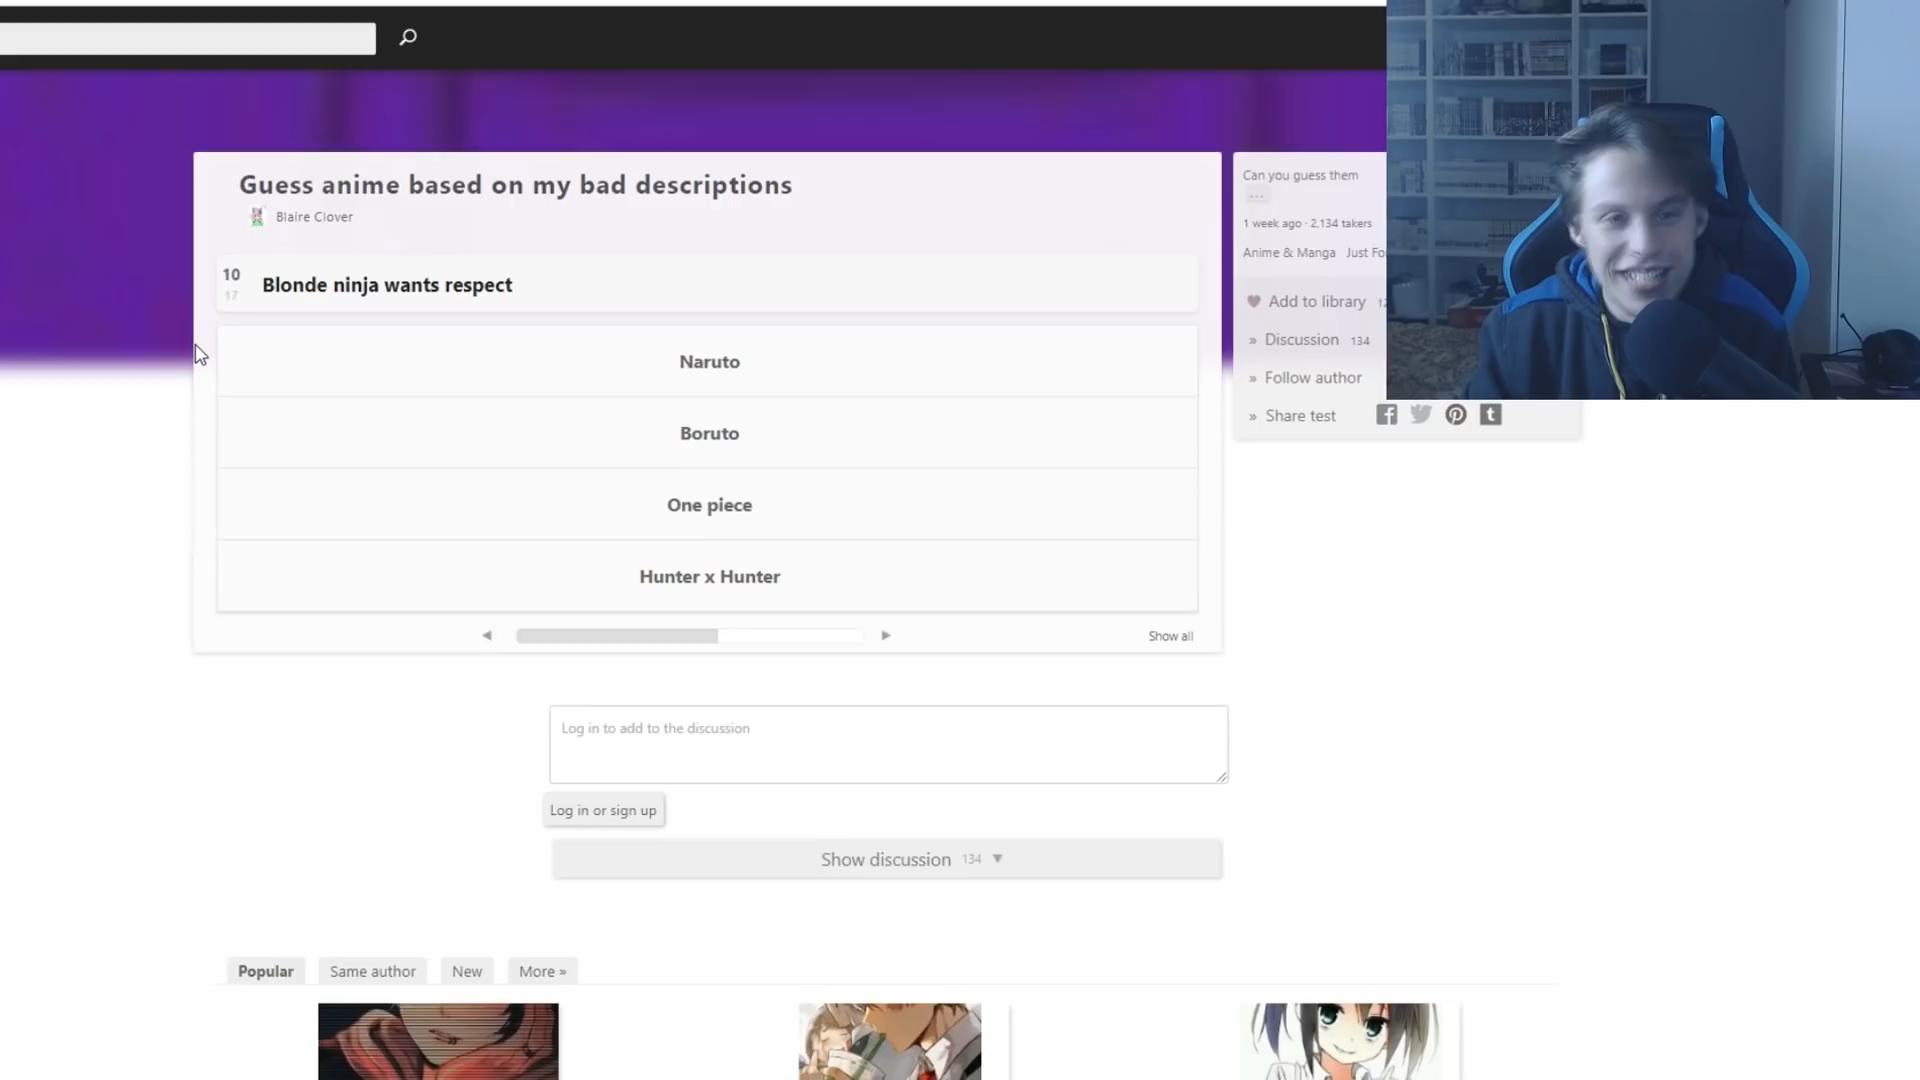 Guess anime based on my bad descriptions
Blaire Clover
10
17
Blonde ninja wants respect
Naruto
Boruto
One piece
Hunter x Hunter
Show all
Can you guess them
...
1 week ago · 2,134 takers
Anime & Manga Just Fo
Add to library
» Discussion 134
» Follow author
» Share test
Log in to add to the discussion
Log in or sign up
Show discussion 134 ▼
Popular Same author New More »